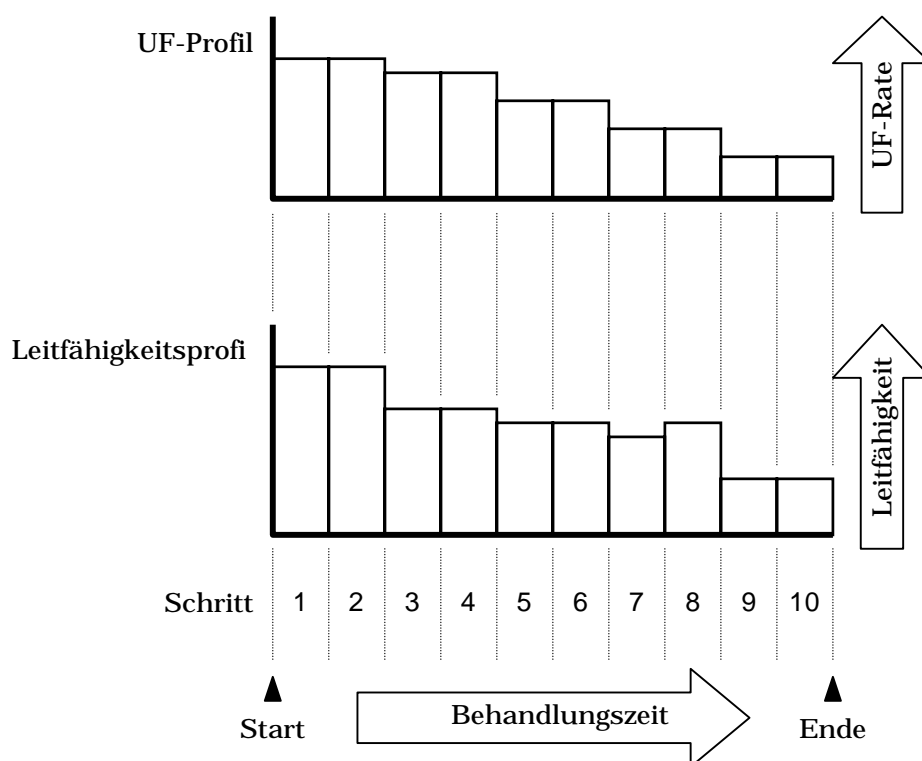 UF-Profil
UF-Rate
Leitfähigkeitsprofi
Leitfähigkeit
Schritt 1 2 3 4 5 6 7 8 9 10
Start Behandlungszeit Ende